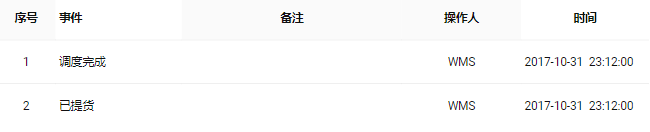 序号 事件 备注 操作人 时间
1 调度完成 WMS 2017-10-31 23:12:00
2 已提货 WMS 2017-10-31 23:12:00